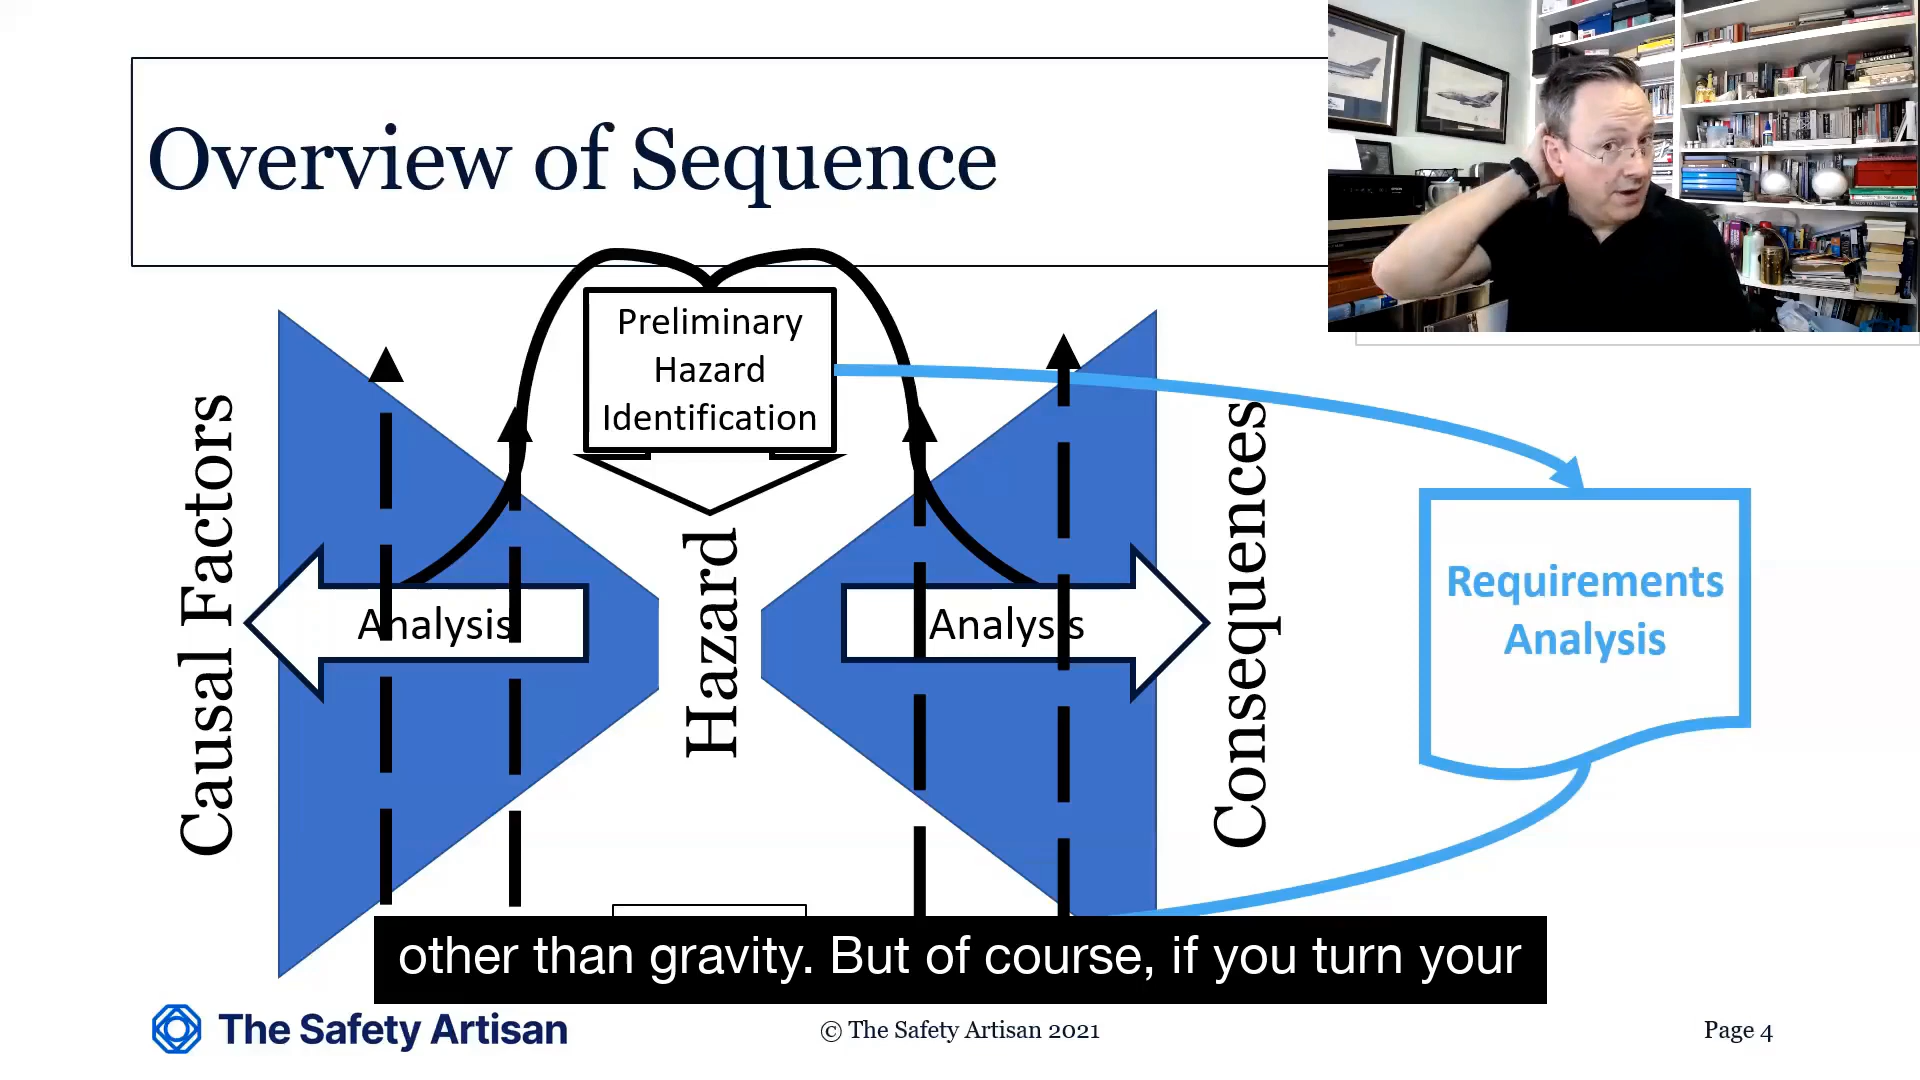 Overview of Sequence
Preliminary
Hazard
Identification
Causal Factors
Analysis
Hazard
Analysis
Consequences
Requirements
Analysis
other than gravity. But of course, if you turn your
The Safety Artisan
© The Safety Artisan 2021
Page 4